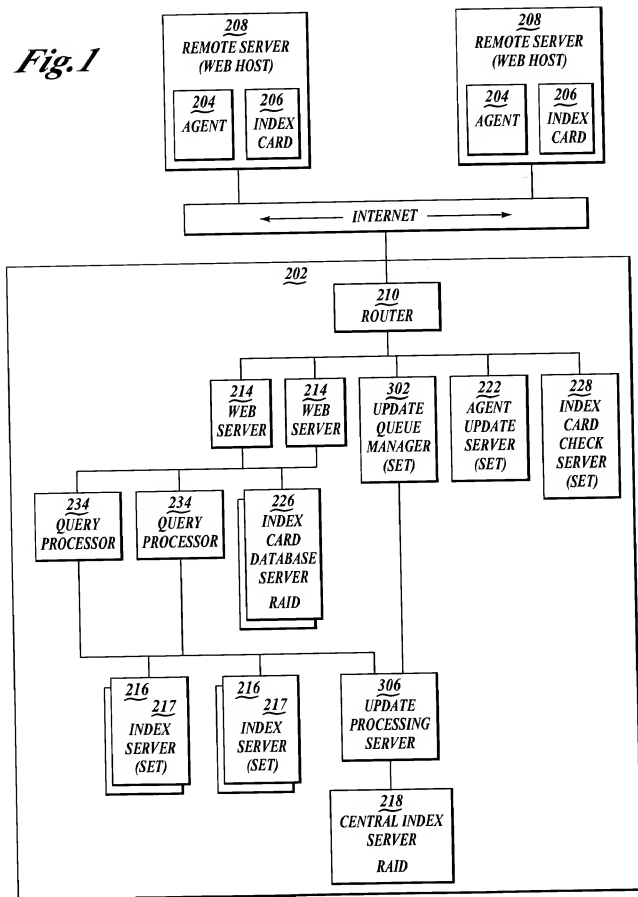 Fig.1
208
REMOTE SERVER
(WEB HOST)
204
AGENT
206
INDEX
CARD
208
REMOTE SERVER
(WEB HOST)
204
AGENT
206
INDEX
CARD
INTERNET
202
210
ROUTER
214
WEB
SERVER
214
WEB
SERVER
302
UPDATE
QUEUE
MANAGER
(SET)
222
AGENT
UPDATE
SERVER
(SET)
228
INDEX
CARD
CHECK
SERVER
(SET)
234
QUERY
PROCESSOR
234
QUERY
PROCESSOR
226
INDEX
CARD
DATABASE
SERVER
RAID
216
217
INDEX
SERVER
(SET)
216
217
INDEX
SERVER
(SET)
306
UPDATE
PROCESSING
SERVER
218
CENTRAL INDEX
SERVER
RAID